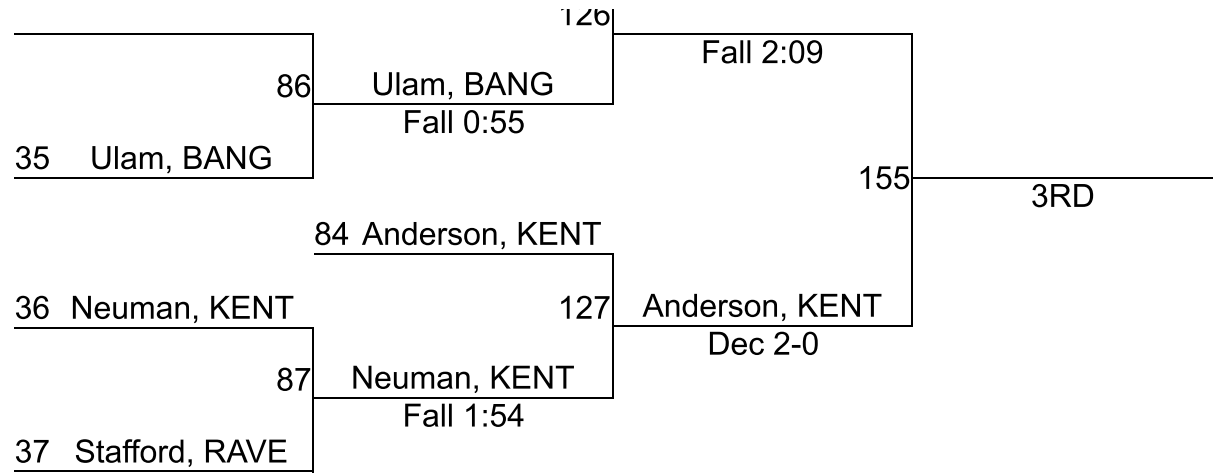 126
Fall 2:09
86
Ulam, BANG
Fall 0:55
35 Ulam, BANG
155
3RD
84 Anderson, KENT
36 Neuman, KENT
127
Anderson, KENT
Dec 2-0
87
Neuman, KENT
Fall 1:54
37 Stafford, RAVE